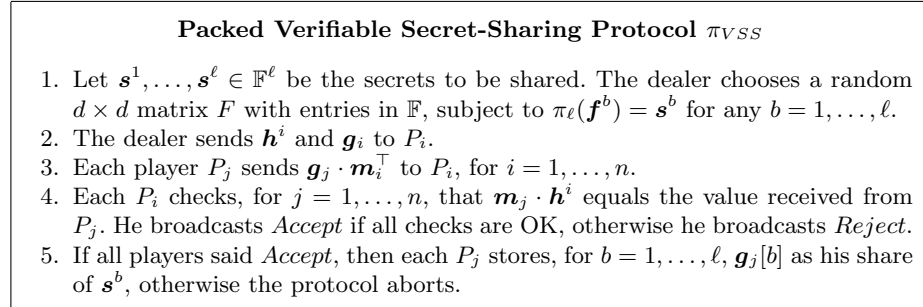 Packed Verifiable Secret-Sharing Protocol π_VSS
1. Let s¹, . . . , s^ℓ ∈ 𝔽^ℓ be the secrets to be shared. The dealer chooses a random
d × d matrix F with entries in 𝔽, subject to π_ℓ(f^b) = s^b for any b = 1, . . . , ℓ.
2. The dealer sends h^i and g_i to P_i.
3. Each player P_j sends g_j · m_i^⊤ to P_i, for i = 1, . . . , n.
4. Each P_i checks, for j = 1, . . . , n, that m_j · h^i equals the value received from
P_j. He broadcasts Accept if all checks are OK, otherwise he broadcasts Reject.
5. If all players said Accept, then each P_j stores, for b = 1, . . . , ℓ, g_j[b] as his share
of s^b, otherwise the protocol aborts.